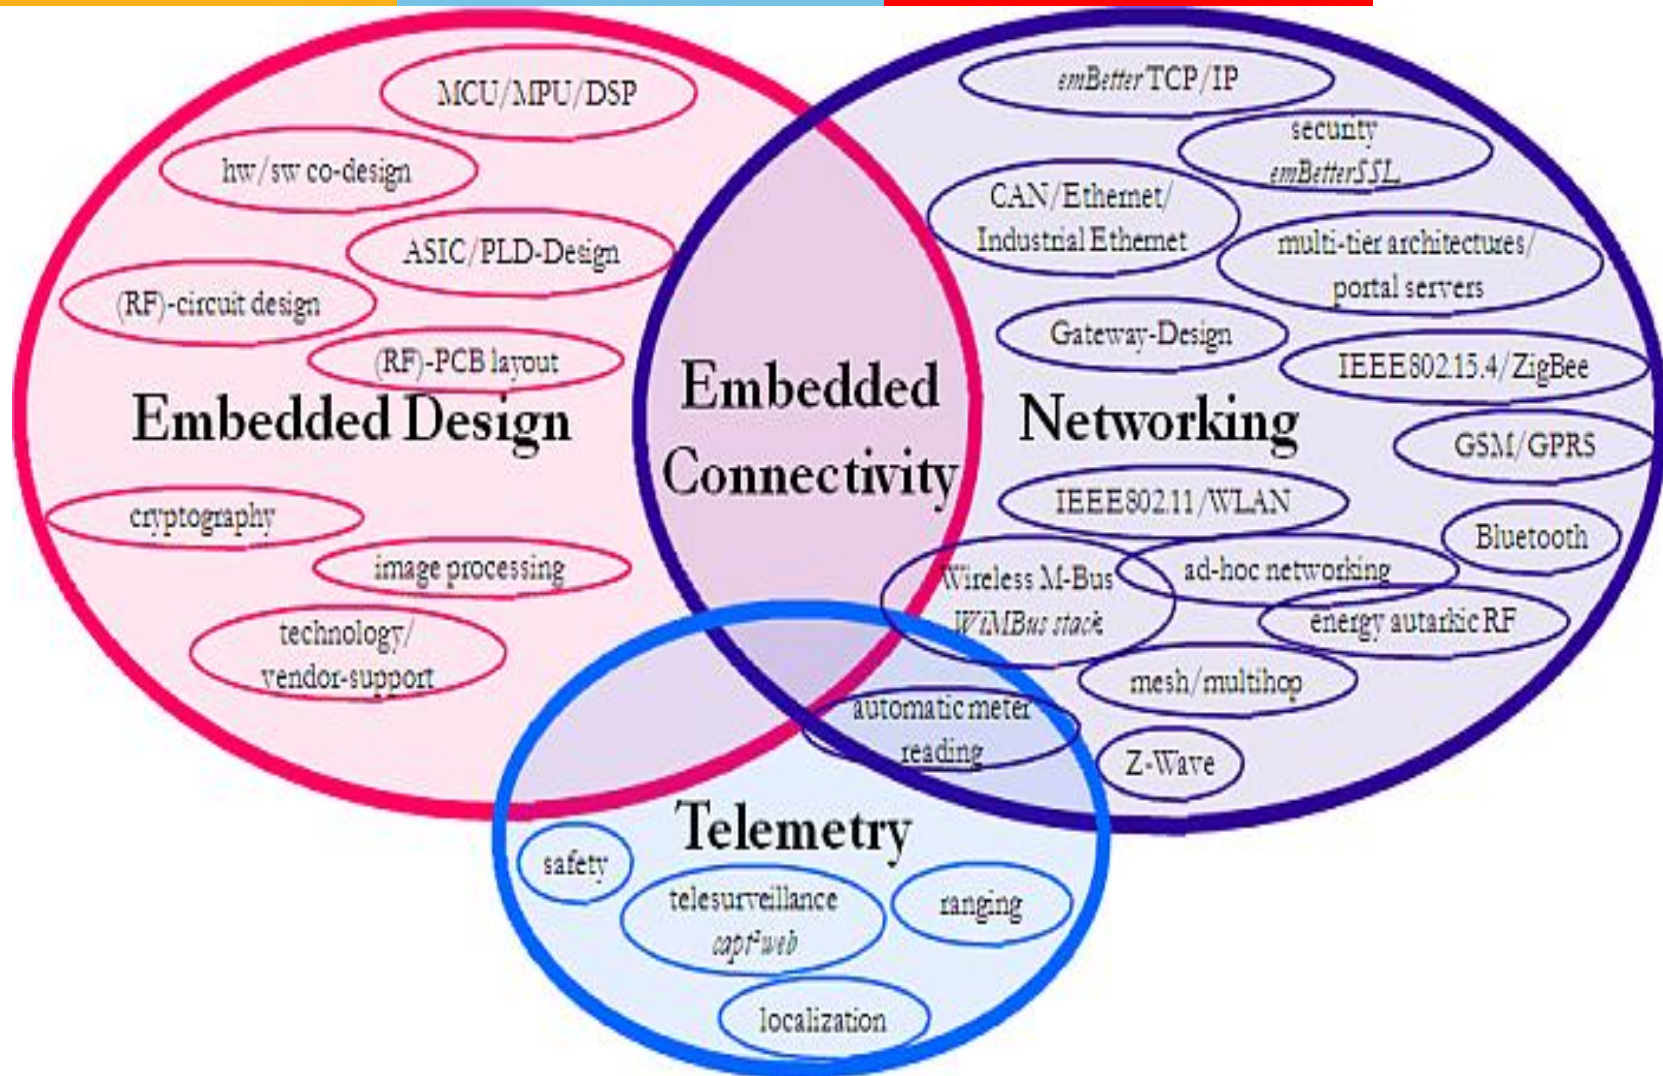 MCU/MPU/DSP
hw/sw co-design
ASIC/PLD-Design
(RF)-circuit design
(RF)-PCB layout
Embedded Design
cryptography
image processing
technology/
vendor-support
Embedded
Connectivity
emBetter TCP/IP
security
emBetterSSL
CAN/Ethernet/
Industrial Ethernet
multi-tier architectures/
portal servers
Gateway-Design
IEEE802.15.4/ZigBee
Networking
GSM/GPRS
IEEE802.11/WLAN
Bluetooth
Wireless M-Bus
WiMBus stack
ad-hoc networking
energy autarkic RF
mesh/multihop
automatic meter
reading
Z-Wave
Telemetry
safety
telesurveillance
capt²web
ranging
localization